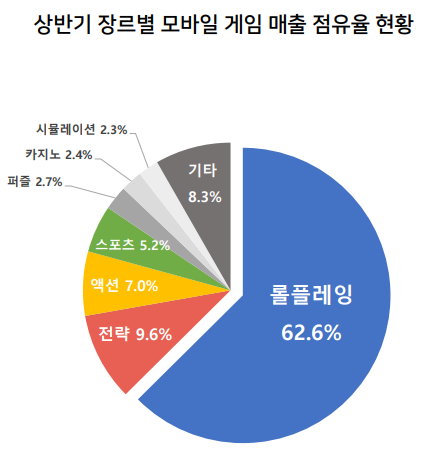 상반기 장르별 모바일 게임 매출 점유율 현황
시뮬레이션 2.3%
카지노 2.4%
퍼즐 2.7%
기타
8.3%
스포츠 5.2%
액션 7.0%
전략 9.6%
롤플레잉
62.6%